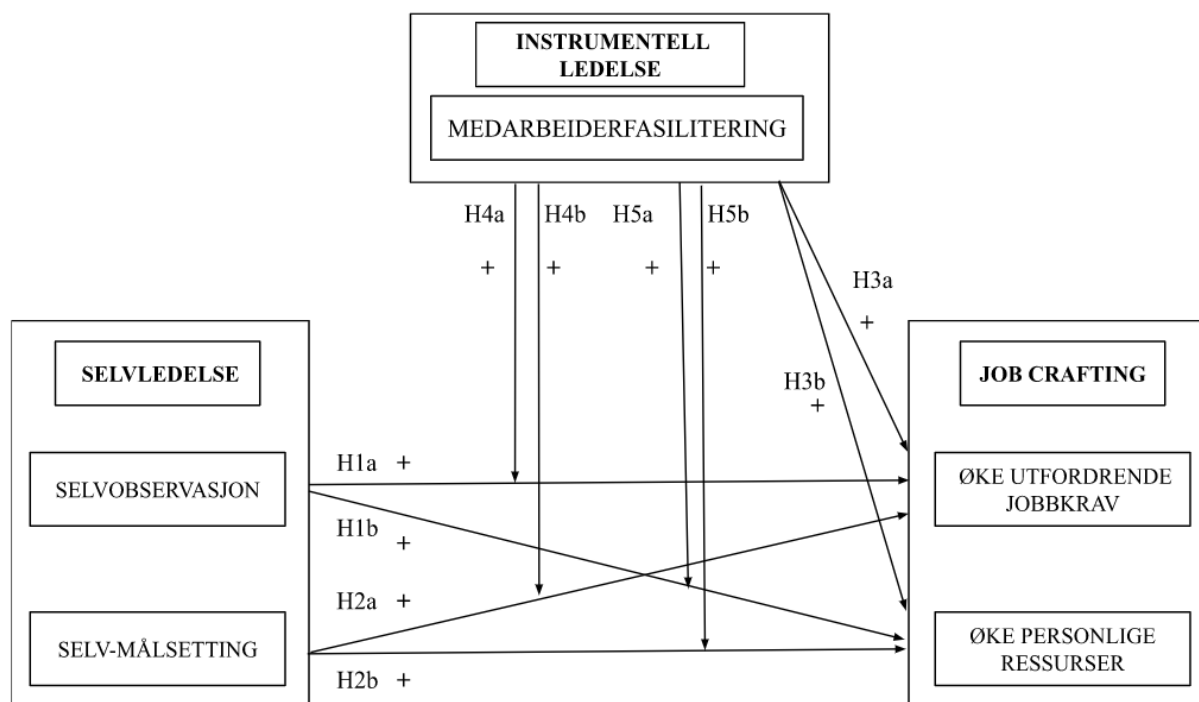 INSTRUMENTELL
LEDELSE
MEDARBEIDERFASILITERING
H4a
H4b
H5a
H5b
+
+
+
+
H3a
+
H3b
+
SELVLEDELSE
JOB CRAFTING
H1a +
SELVOBSERVASJON
ØKE UTFORDRENDE
JOBBKRAV
H1b
+
H2a +
SELV-MÅLSETTING
ØKE PERSONLIGE
RESSURSER
H2b +